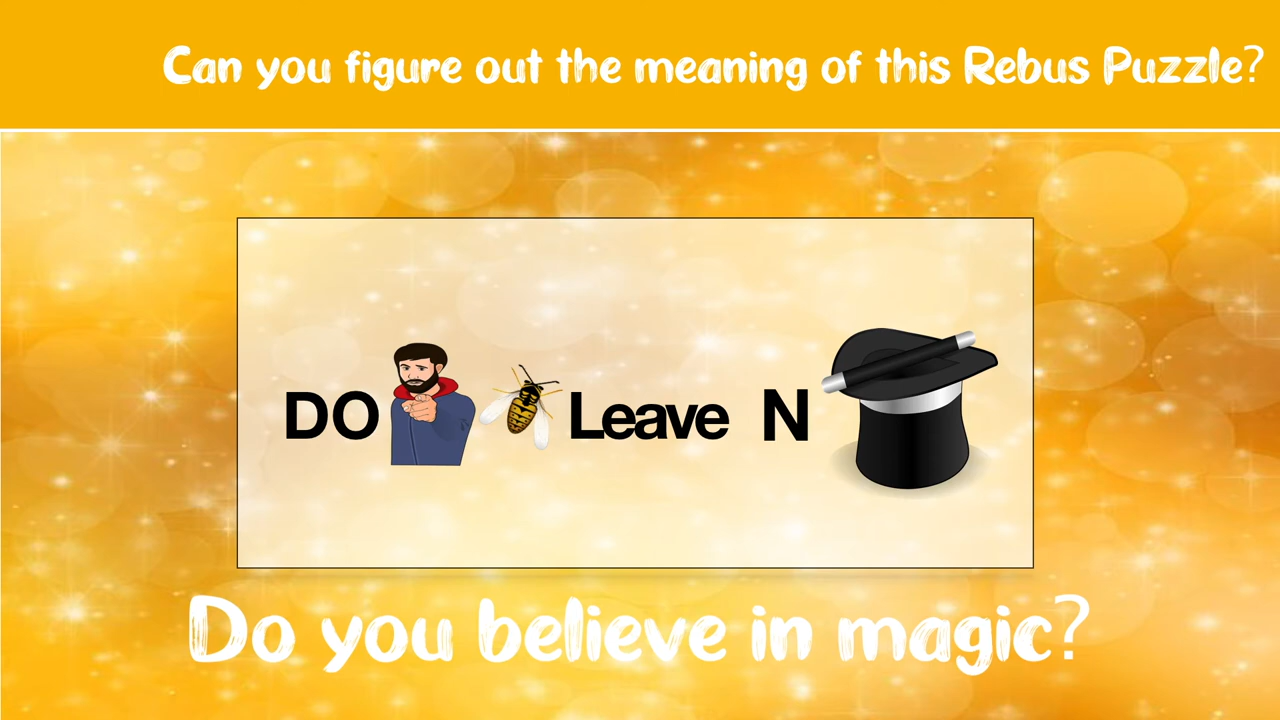 Can you figure out the meaning of this Rebus Puzzle?
DO Leave N
Do you believe in magic?